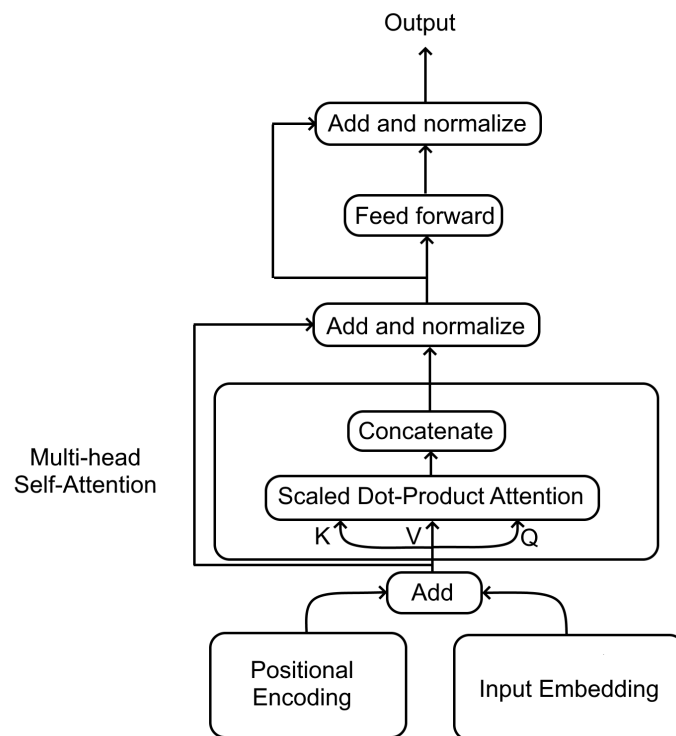 Output
Add and normalize
Feed forward
Add and normalize
Concatenate
Multi-head
Self-Attention
Scaled Dot-Product Attention
K V Q
Add
Positional
Encoding
Input Embedding